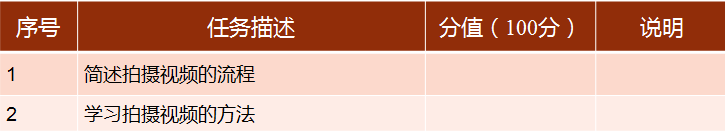 序号 任务描述 分值（100分） 说明
1 简述拍摄视频的流程
2 学习拍摄视频的方法